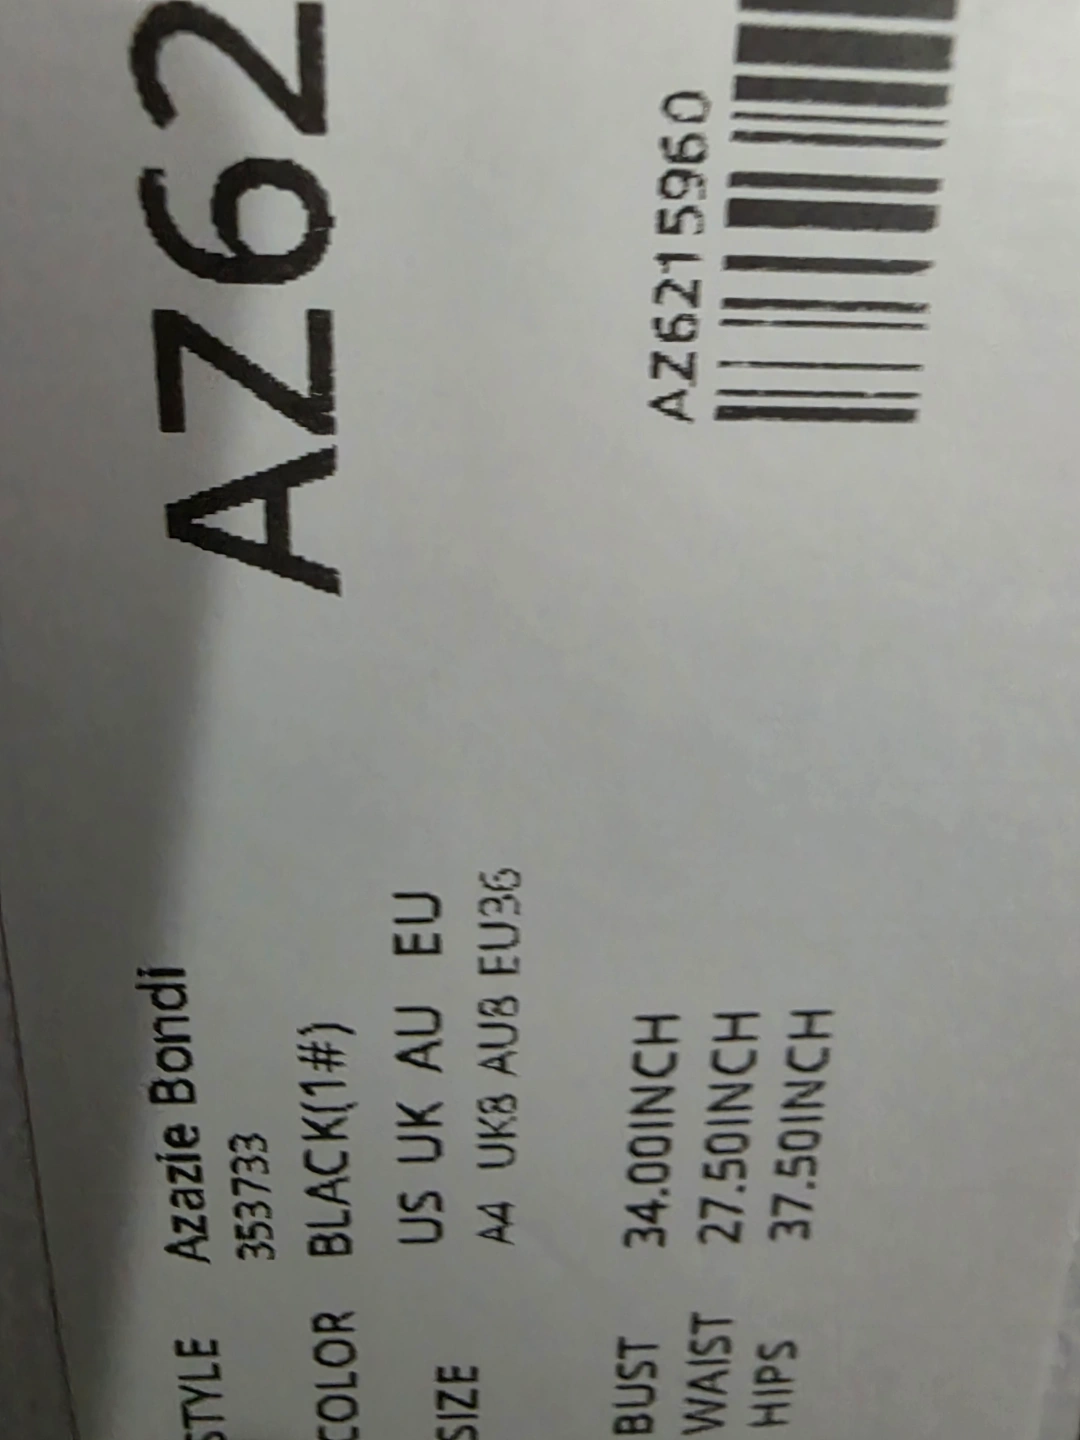 AZ62
STYLE Azazie Bondi
353733
COLOR BLACK(1#)
US UK AU EU
SIZE A4 UK8 AU8 EU36
AZ6215960
BUST 34.00INCH
WAIST 27.50INCH
HIPS 37.50INCH